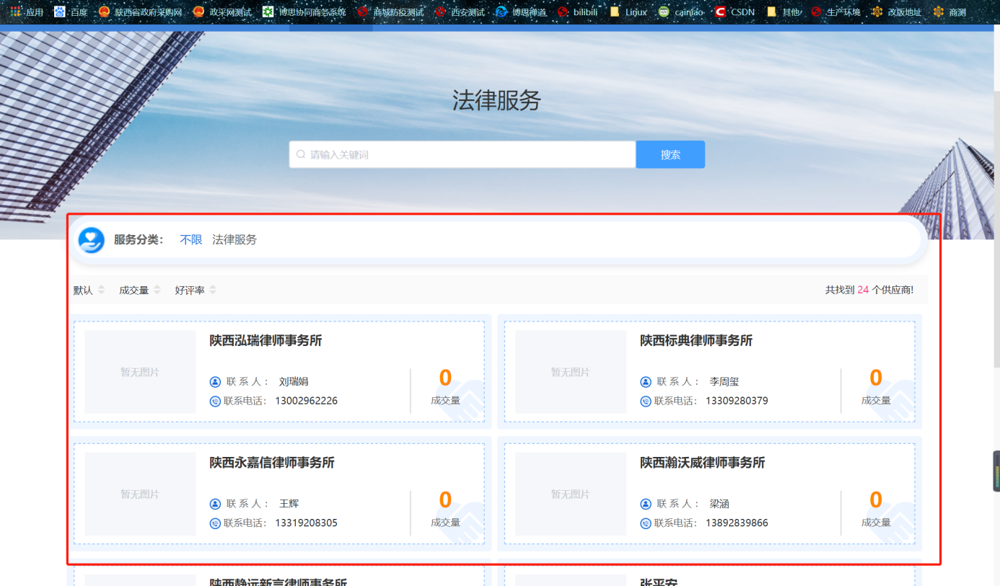 应用 百度 陕西省政府采购网 政采网测试 博思协同商务系统 商城防疫测试 西安测试 博思禅道 bilibili Linux cainiao CSDN 其他 生产环境 改版地址 商测
法律服务
请输入关键词 搜索
服务分类: 不限 法律服务
默认 成交量 好评率 共找到 24 个供应商!
陕西泓瑞律师事务所
暂无图片
联 系 人: 刘瑞娟
联系电话: 13002962226
0
成交量
陕西标典律师事务所
暂无图片
联 系 人: 李周玺
联系电话: 13309280379
0
成交量
陕西永嘉信律师事务所
暂无图片
联 系 人: 王辉
联系电话: 13319208305
0
成交量
陕西瀚沃威律师事务所
暂无图片
联 系 人: 梁涵
联系电话: 13892839866
0
成交量
陕西静远新言律师事务所
张平安